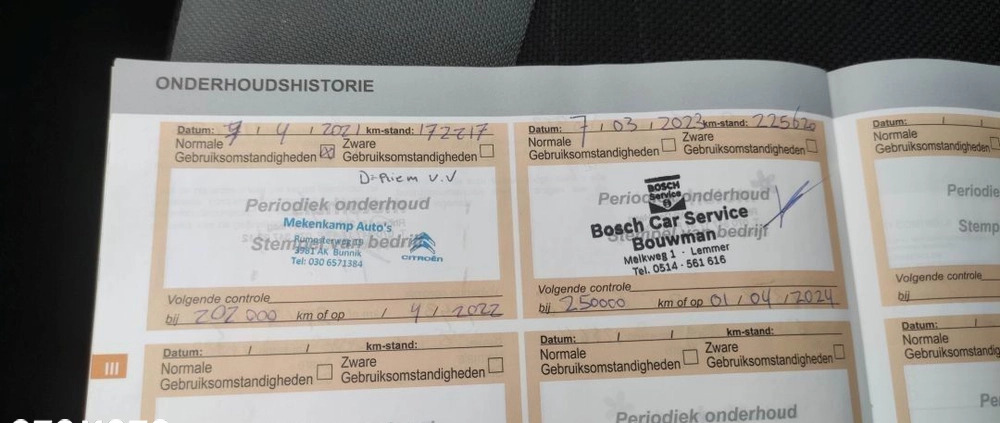 ONDERHOUDSHISTORIE
Datum: 7 / 4 / 2021 km-stand: 172217
Normale Gebruiksomstandigheden ☒ Zware Gebruiksomstandigheden ☐
D-Riem V.V
Periodiek onderhoud
Mekenkamp Auto's
Stempel van bedrijf
Rumpsterweg
3981 AK Bunnik
Tel: 030 6571384
CITROËN
Volgende controle
bij 202 000 km of op / 4 / 2022
Datum: 7 / 03 / 2023 km-stand: 225620
Normale Gebruiksomstandigheden ☐ Zware Gebruiksomstandigheden ☐
BOSCH
Service
Periodiek onderhoud
Bosch Car Service
Stempel van bedrijf
Bouwman
Melkweg 1 - Lemmer
Tel. 0514 - 561 616
Volgende controle
bij 250000 km of op 01 / 04 / 2024
Datum: / /
Normale
Gebruiksomstandigheden
Periodie
Stemp
Volgende controle
bij
III
Datum: / / km-stand:
Normale Gebruiksomstandigheden ☐ Zware Gebruiksomstandigheden ☐
Datum: / / km-stand:
Normale Gebruiksomstandigheden ☐ Zware Gebruiksomstandigheden ☐
Periodiek onderhoud
Datum: /
Normale
Gebruiksomstandig
Pe